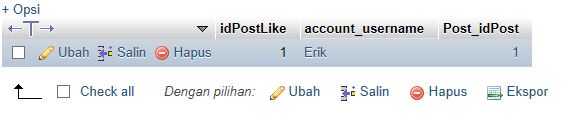 + Opsi
idPostLike account_username Post_idPost
Ubah Salin Hapus 1 Erik 1
Check all Dengan pilihan: Ubah Salin Hapus Ekspor